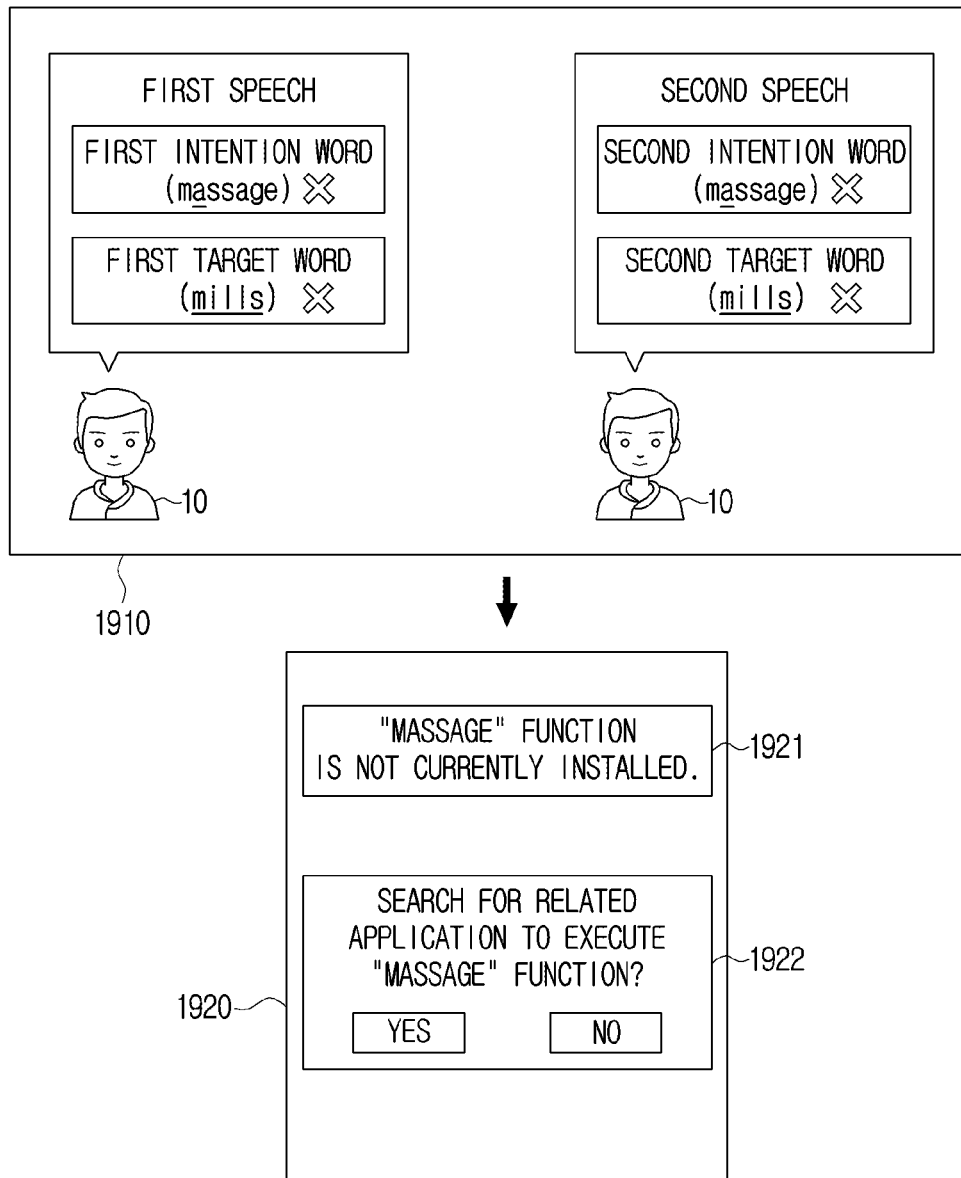 FIRST SPEECH
FIRST INTENTION WORD
(massage)
FIRST TARGET WORD
(mills)
10
SECOND SPEECH
SECOND INTENTION WORD
(massage)
SECOND TARGET WORD
(mills)
10
1910
"MASSAGE" FUNCTION
IS NOT CURRENTLY INSTALLED.
1921
SEARCH FOR RELATED
APPLICATION TO EXECUTE
"MASSAGE" FUNCTION?
YES NO
1922
1920